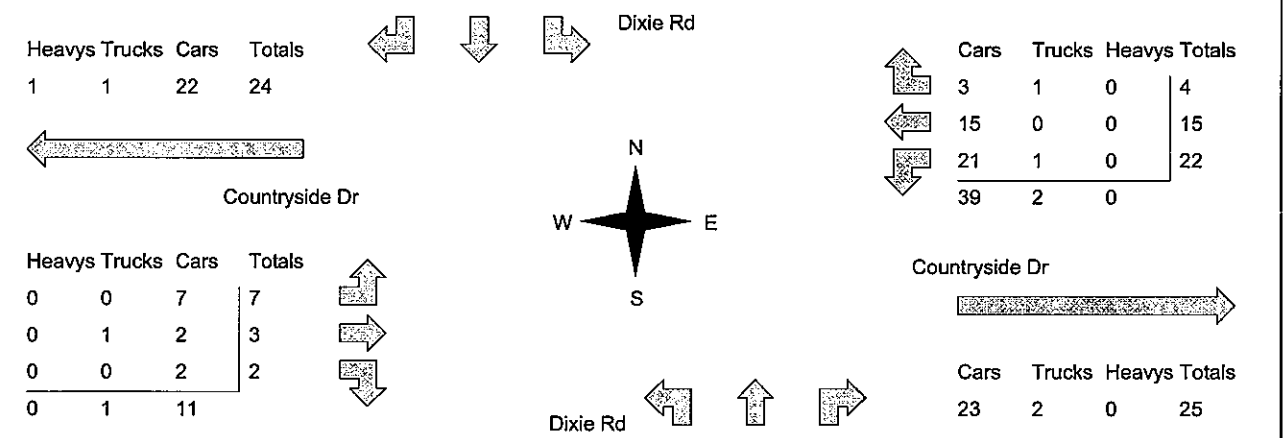 Dixie Rd
Heavys Trucks Cars Totals
1 1 22 24
Cars Trucks Heavys Totals
3 1 0 4
15 0 0 15
21 1 0 22
39 2 0
Countryside Dr
N
W E
S
Heavys Trucks Cars Totals
0 0 7 7
0 1 2 3
0 0 2 2
0 1 11
Countryside Dr
Cars Trucks Heavys Totals
23 2 0 25
Dixie Rd